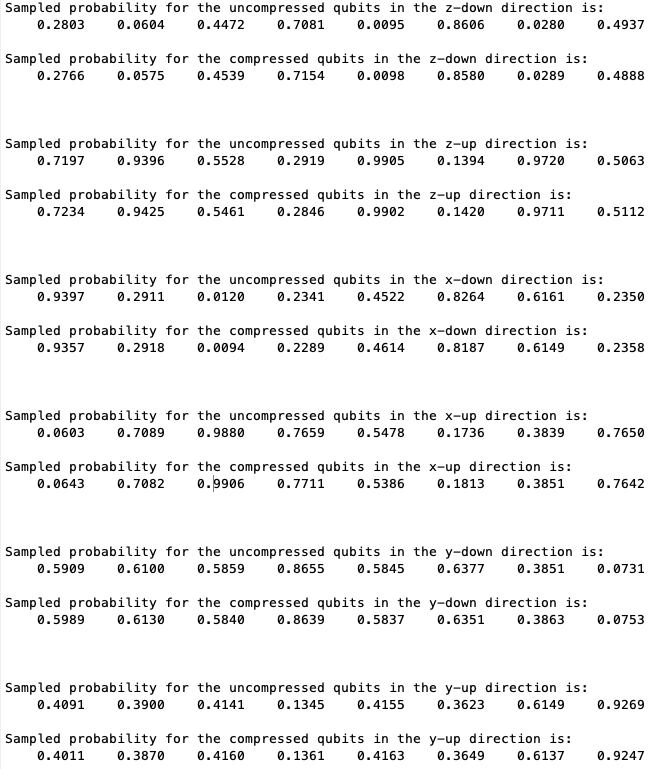 Sampled probability for the uncompressed qubits in the z-down direction is:
0.2803 0.0604 0.4472 0.7081 0.0095 0.8606 0.0280 0.4937
Sampled probability for the compressed qubits in the z-down direction is:
0.2766 0.0575 0.4539 0.7154 0.0098 0.8580 0.0289 0.4888
Sampled probability for the uncompressed qubits in the z-up direction is:
0.7197 0.9396 0.5528 0.2919 0.9905 0.1394 0.9720 0.5063
Sampled probability for the compressed qubits in the z-up direction is:
0.7234 0.9425 0.5461 0.2846 0.9902 0.1420 0.9711 0.5112
Sampled probability for the uncompressed qubits in the x-down direction is:
0.9397 0.2911 0.0120 0.2341 0.4522 0.8264 0.6161 0.2350
Sampled probability for the compressed qubits in the x-down direction is:
0.9357 0.2918 0.0094 0.2289 0.4614 0.8187 0.6149 0.2358
Sampled probability for the uncompressed qubits in the x-up direction is:
0.0603 0.7089 0.9880 0.7659 0.5478 0.1736 0.3839 0.7650
Sampled probability for the compressed qubits in the x-up direction is:
0.0643 0.7082 0.9906 0.7711 0.5386 0.1813 0.3851 0.7642
Sampled probability for the uncompressed qubits in the y-down direction is:
0.5909 0.6100 0.5859 0.8655 0.5845 0.6377 0.3851 0.0731
Sampled probability for the compressed qubits in the y-down direction is:
0.5989 0.6130 0.5840 0.8639 0.5837 0.6351 0.3863 0.0753
Sampled probability for the uncompressed qubits in the y-up direction is:
0.4091 0.3900 0.4141 0.1345 0.4155 0.3623 0.6149 0.9269
Sampled probability for the compressed qubits in the y-up direction is:
0.4011 0.3870 0.4160 0.1361 0.4163 0.3649 0.6137 0.9247